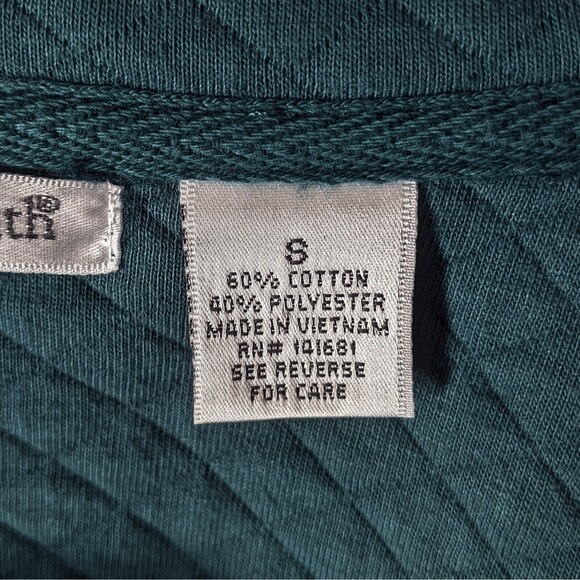 th®
S
60% COTTON
40% POLYESTER
MADE IN VIETNAM
RN# 141681
SEE REVERSE
FOR CARE